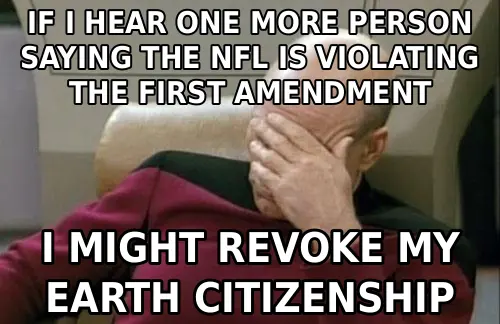 IF I HEAR ONE MORE PERSON
SAYING THE NFL IS VIOLATING
THE FIRST AMENDMENT
I MIGHT REVOKE MY
EARTH CITIZENSHIP